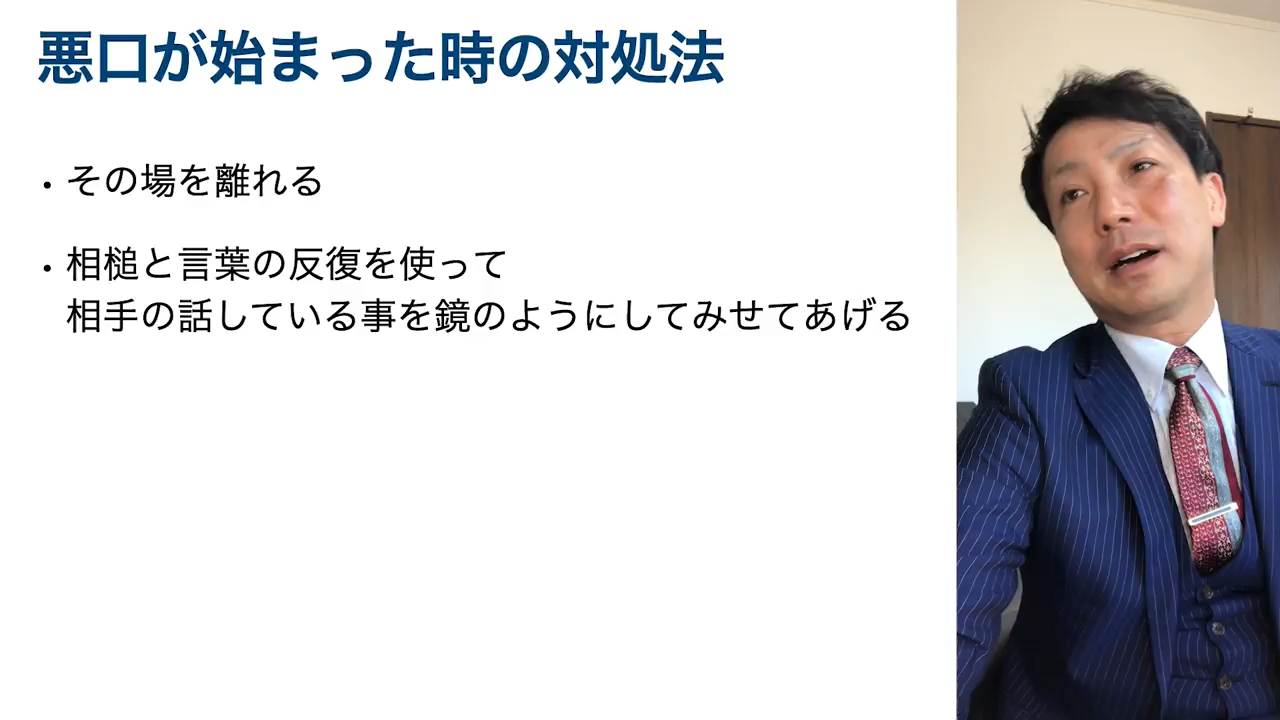 悪口が始まった時の対処法
・その場を離れる
・相槌と言葉の反復を使って
相手の話している事を鏡のようにしてみせてあげる